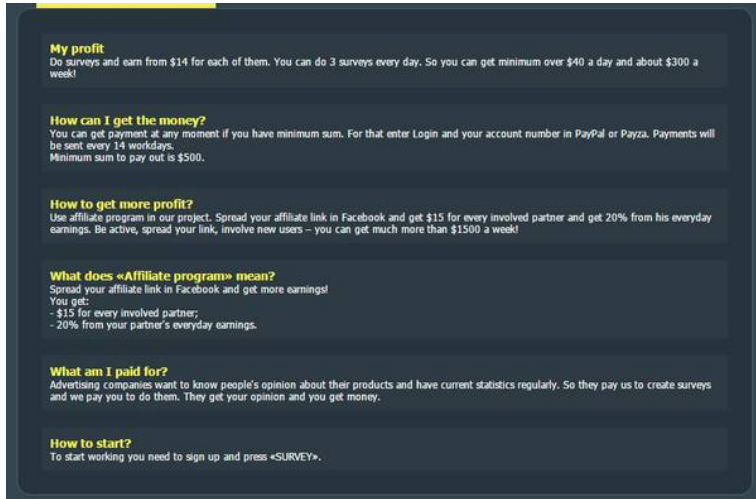 My profit
Do surveys and earn from $14 for each of them. You can do 3 surveys every day. So you can get minimum over $40 a day and about $300 a
week!
How can I get the money?
You can get payment at any moment if you have minimum sum. For that enter Login and your account number in PayPal or Payza. Payments will
be sent every 14 workdays.
Minimum sum to pay out is $500.
How to get more profit?
Use affiliate program in our project. Spread your affiliate link in Facebook and get $15 for every involved partner and get 20% from his everyday
earnings. Be active, spread your link, involve new users – you can get much more than $1500 a week!
What does «Affiliate program» mean?
Spread your affiliate link in Facebook and get more earnings!
You get:
- $15 for every involved partner;
- 20% from your partner's everyday earnings.
What am I paid for?
Advertising companies want to know people's opinion about their products and have current statistics regularly. So they pay us to create surveys
and we pay you to do them. They get your opinion and you get money.
How to start?
To start working you need to sign up and press «SURVEY».